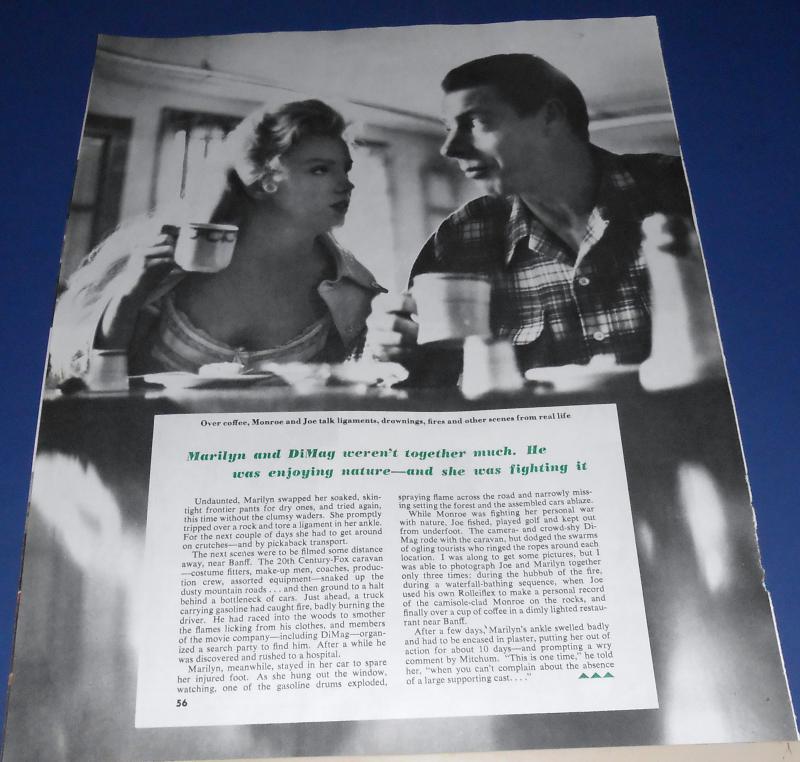 Over coffee, Monroe and Joe talk ligaments, drownings, fires and other scenes from real life
Marilyn and DiMag weren't together much. He
was enjoying nature—and she was fighting it
Undaunted, Marilyn swapped her soaked, skin-
tight frontier pants for dry ones, and tried again,
this time without the clumsy waders. She promptly
tripped over a rock and tore a ligament in her ankle.
For the next couple of days she had to get around
on crutches—and by pickaback transport.
The next scenes were to be filmed some distance
away, near Banff. The 20th Century-Fox caravan
—costume fitters, make-up men, coaches, produc-
tion crew, assorted equipment—snaked up the
dusty mountain roads . . . and then ground to a halt
behind a bottleneck of cars. Just ahead, a truck
carrying gasoline had caught fire, badly burning the
driver. He had raced into the woods to smother
the flames licking from his clothes, and members
of the movie company—including DiMag—organ-
ized a search party to find him. After a while he
was discovered and rushed to a hospital.
Marilyn, meanwhile, stayed in her car to spare
her injured foot. As she hung out the window,
watching, one of the gasoline drums exploded,
spraying flame across the road and narrowly miss-
ing setting the forest and the assembled cars ablaze.
While Monroe was fighting her personal war
with nature, Joe fished, played golf and kept out
from underfoot. The camera- and crowd-shy Di-
Mag rode with the caravan, but dodged the swarms
of ogling tourists who ringed the ropes around each
location. I was along to get some pictures, but I
was able to photograph Joe and Marilyn together
only three times: during the hubbub of the fire,
during a waterfall-bathing sequence, when Joe
used his own Rolleiflex to make a personal record
of the camisole-clad Monroe on the rocks, and
finally over a cup of coffee in a dimly lighted restau-
rant near Banff.
After a few days, Marilyn's ankle swelled badly
and had to be encased in plaster, putting her out of
action for about 10 days—and prompting a wry
comment by Mitchum. "This is one time," he told
her, "when you can't complain about the absence
of a large supporting cast. . . ."
56